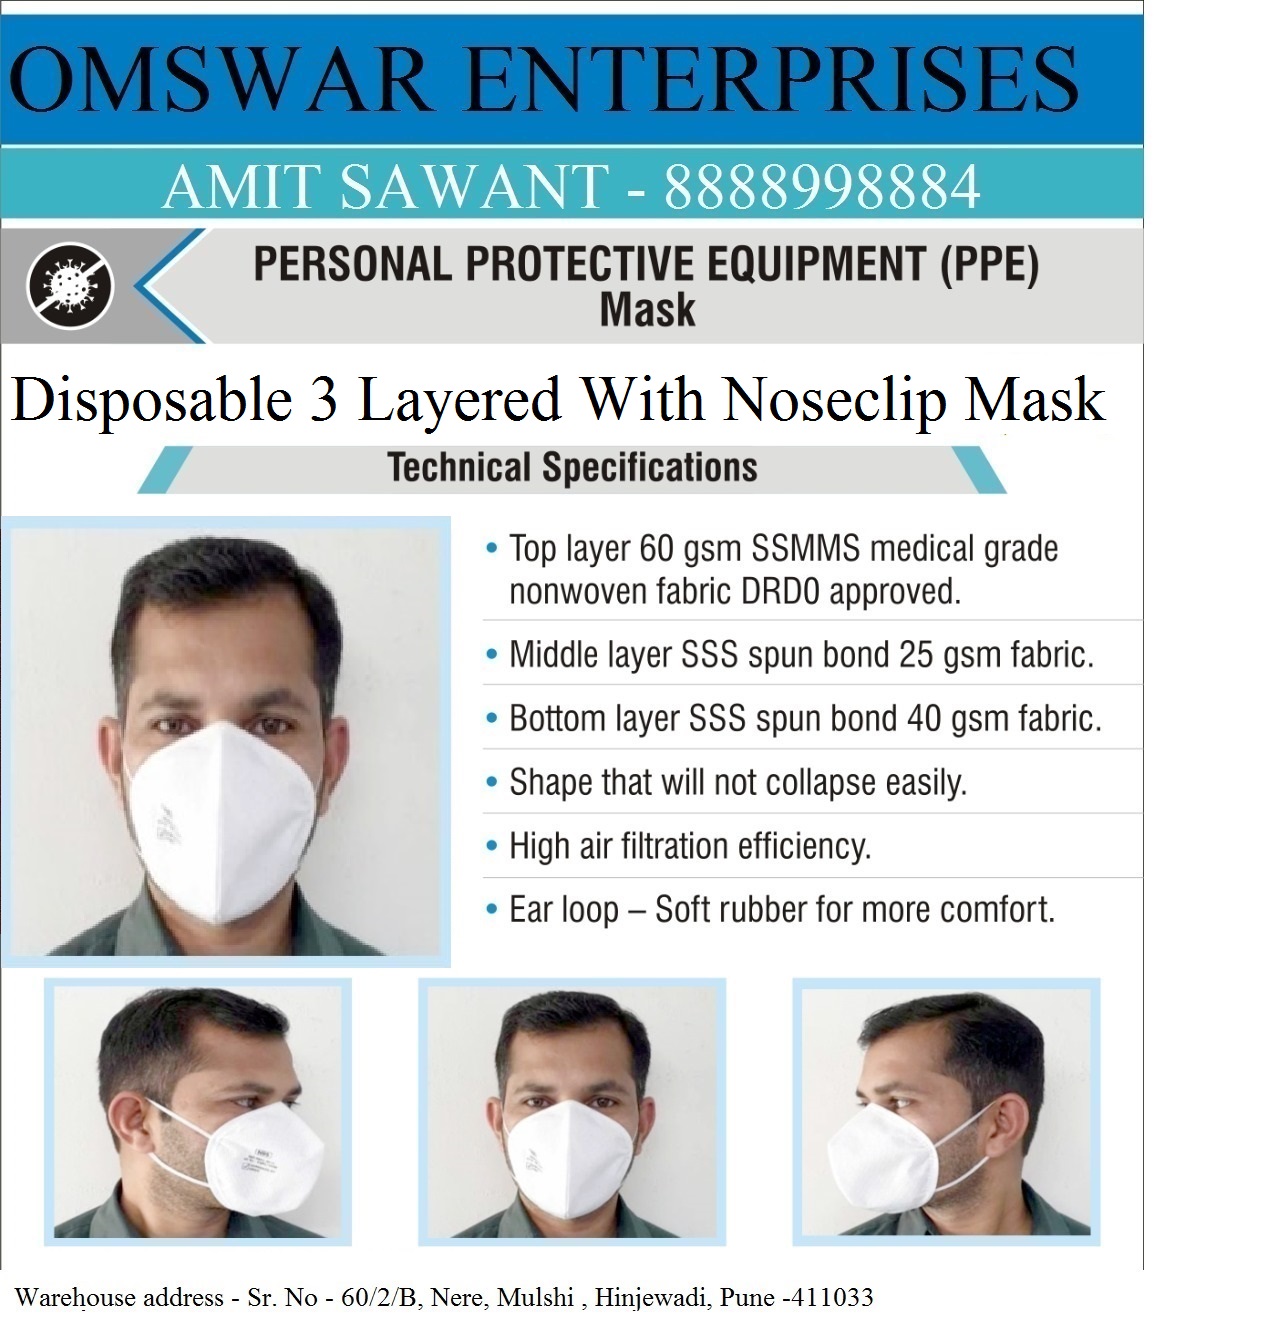 OMSWAR ENTERPRISES
AMIT SAWANT - 8888998884
PERSONAL PROTECTIVE EQUIPMENT (PPE)
Mask
Disposable 3 Layered With Noseclip Mask
Technical Specifications
• Top layer 60 gsm SSMMS medical grade
nonwoven fabric DRD0 approved.
• Middle layer SSS spun bond 25 gsm fabric.
• Bottom layer SSS spun bond 40 gsm fabric.
• Shape that will not collapse easily.
• High air filtration efficiency.
• Ear loop – Soft rubber for more comfort.
Warehouse address - Sr. No - 60/2/B, Nere, Mulshi , Hinjewadi, Pune -411033